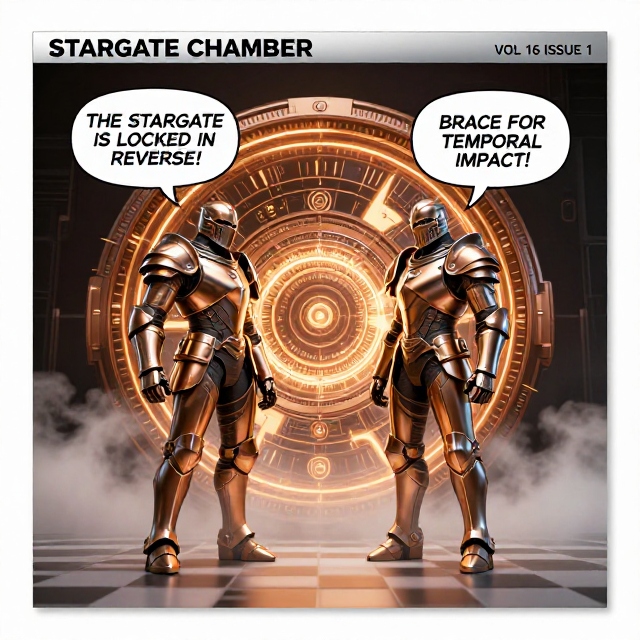 STARGATE CHAMBER
VOL 16 ISSUE 1
THE STARGATE
IS LOCKED IN
REVERSE!
BRACE FOR
TEMPORAL
IMPACT!